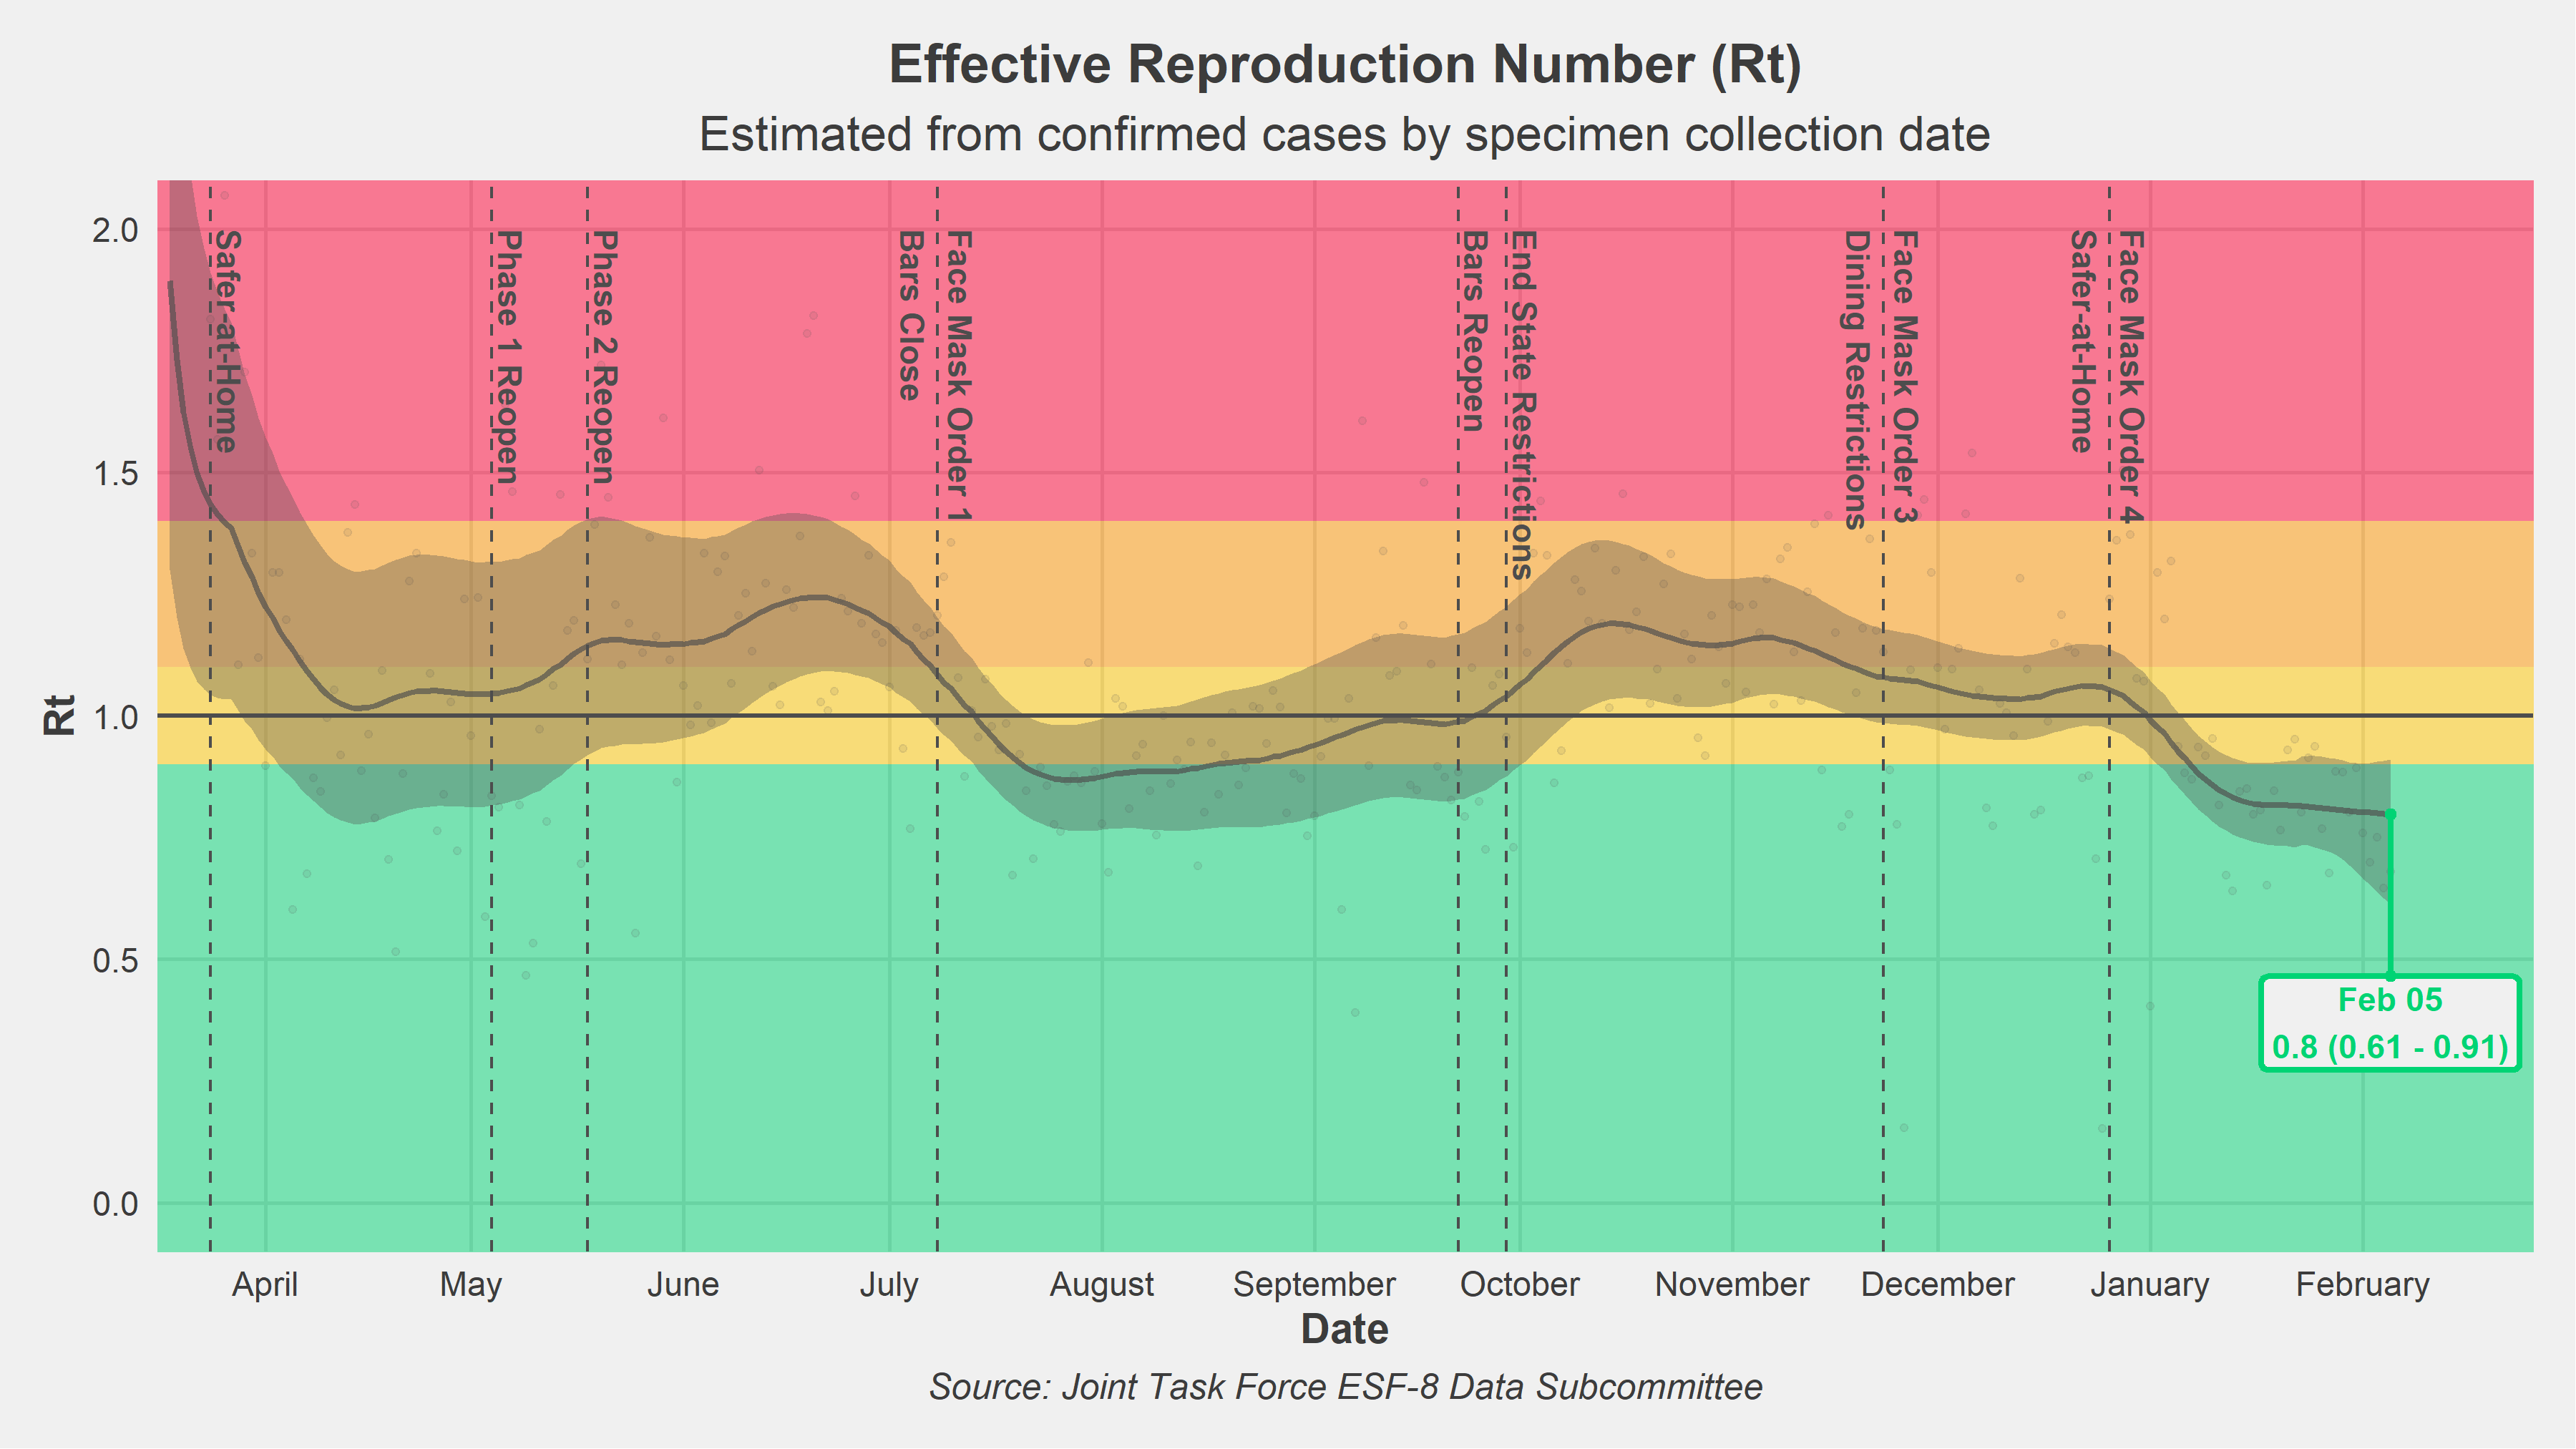 Effective Reproduction Number (Rt)
Estimated from confirmed cases by specimen collection date
Rt
2.0
1.5
1.0
0.5
0.0
Safer-at-Home
Phase 1 Reopen
Phase 2 Reopen
Bars Close
Face Mask Order 1
Bars Reopen
End State Restrictions
Dining Restrictions
Face Mask Order 3
Safer-at-Home
Face Mask Order 4
Feb 05
0.8 (0.61 - 0.91)
April
May
June
July
August
September
October
November
December
January
February
Date
Source: Joint Task Force ESF-8 Data Subcommittee